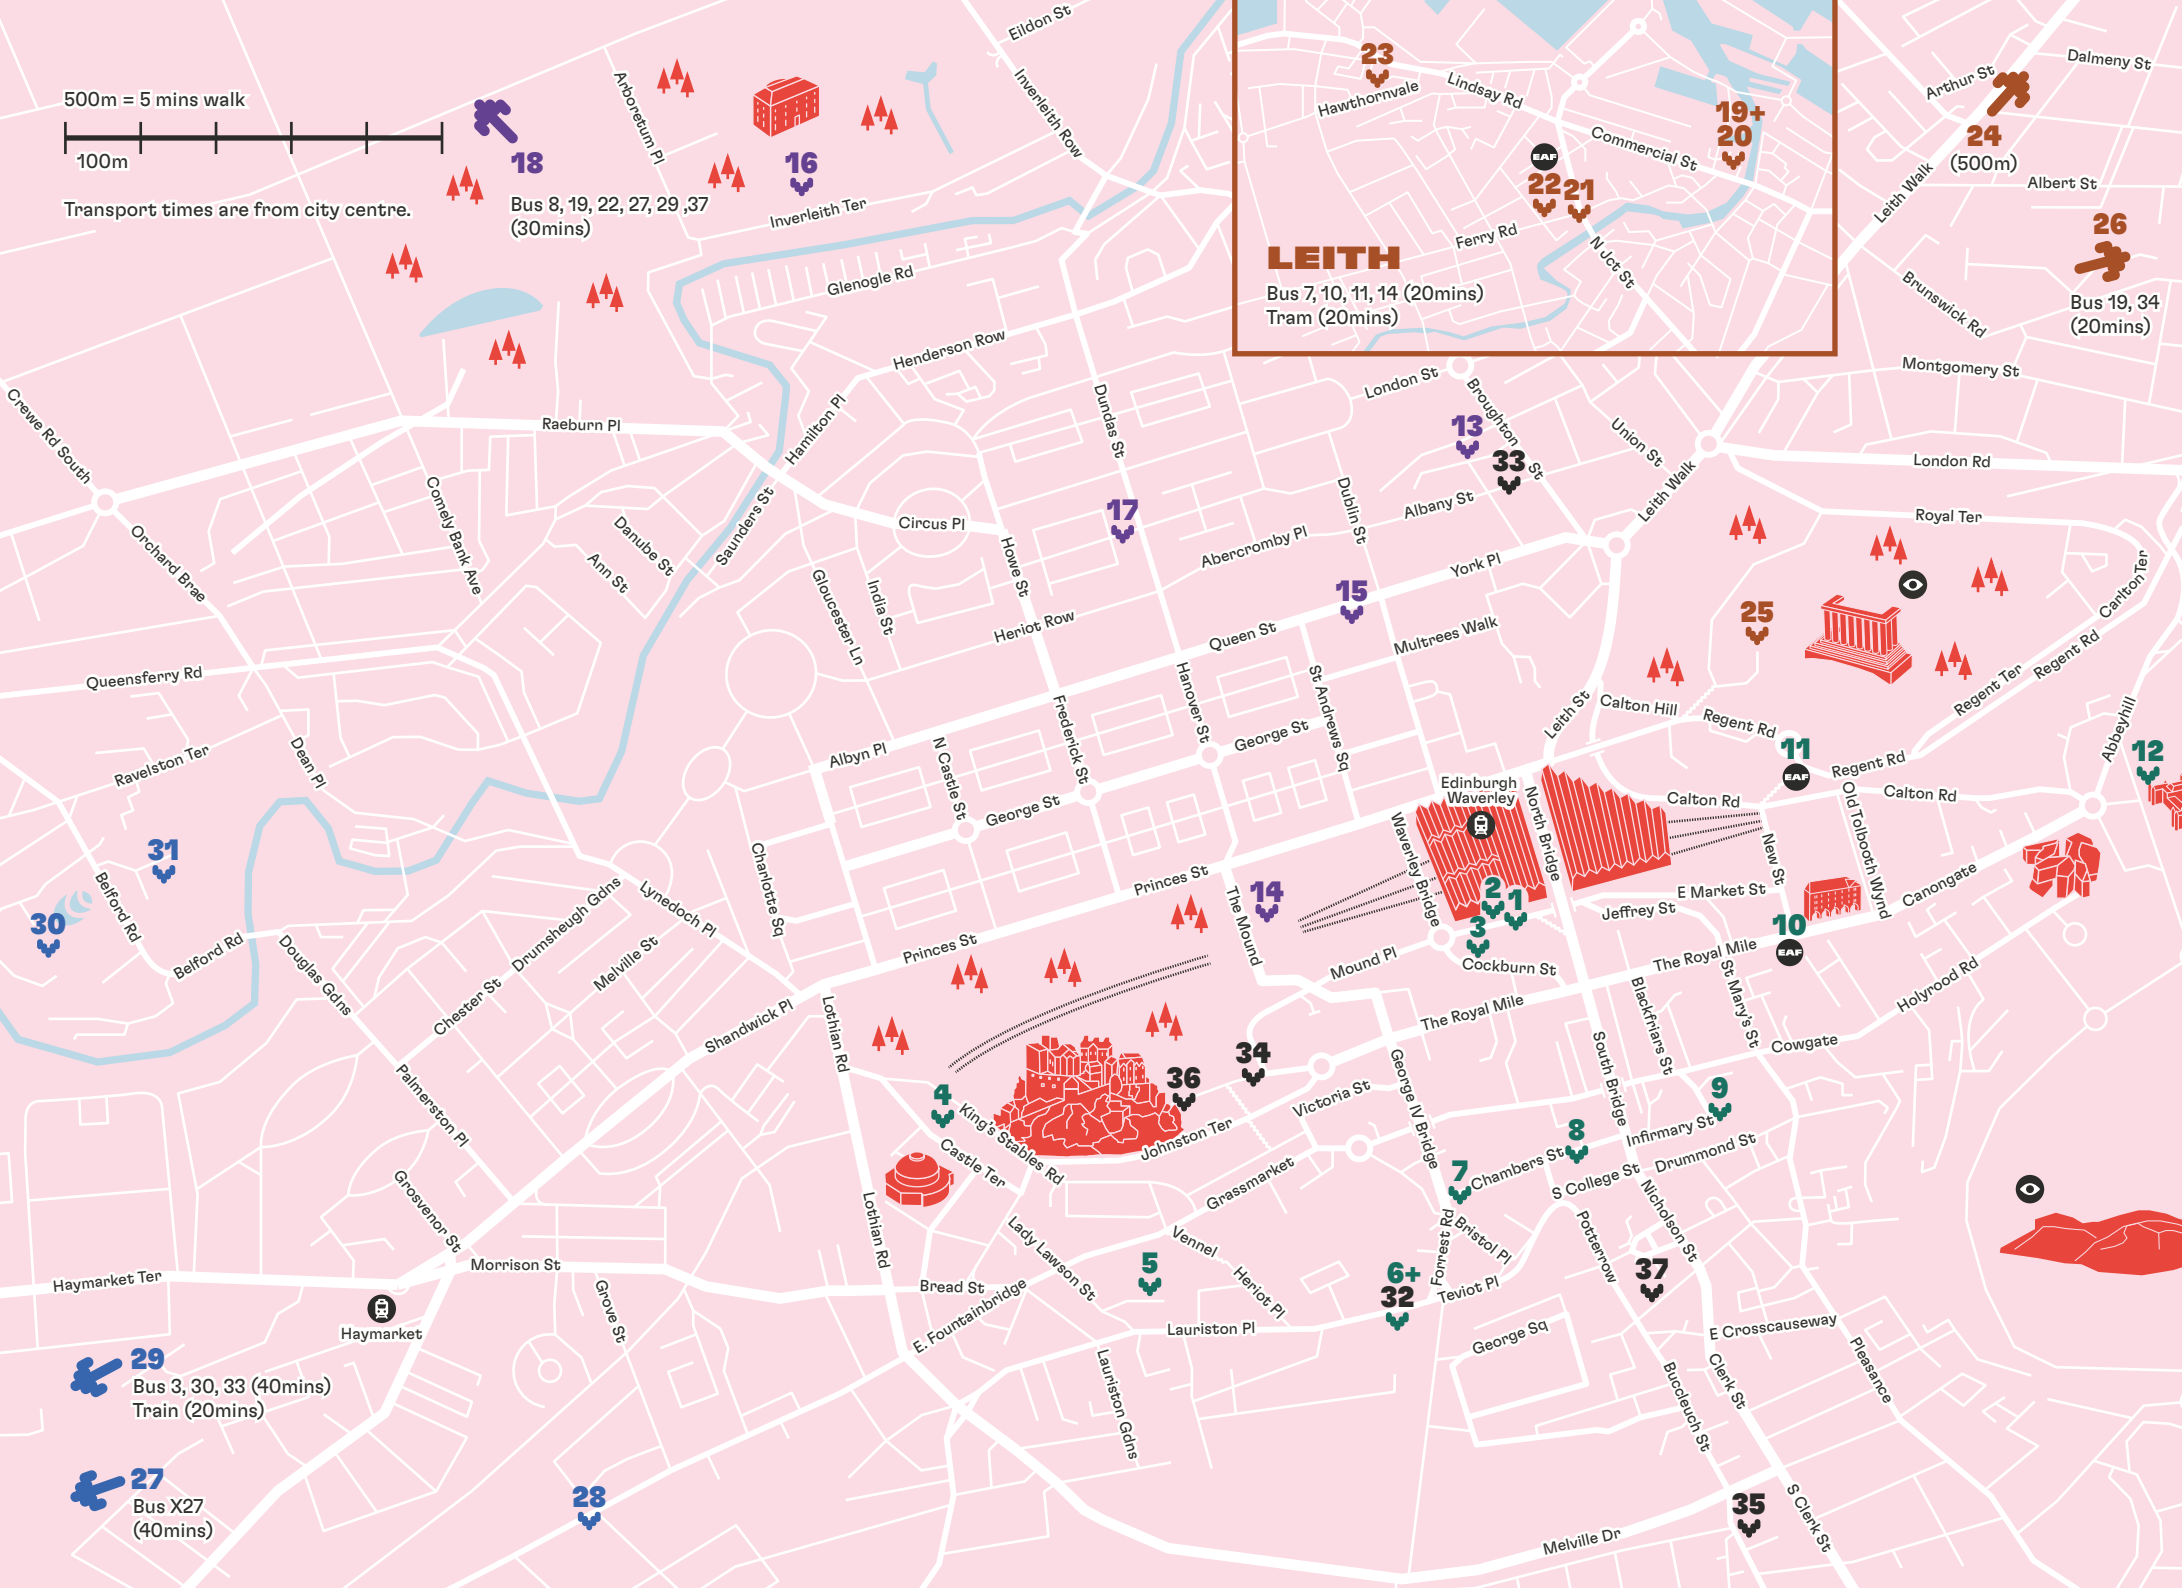 500m = 5 mins walk
100m
Transport times are from city centre.
18
Bus 8, 19, 22, 27, 29 ,37
(30mins)
Arboretum Pl
16
Inverleith Ter
Eildon St
Inverleith Row
Glenogle Rd
Henderson Row
Hamilton Pl
Raeburn Pl
Crewe Rd South
Comely Bank Ave
Orchard Brae
Danube St
Ann St
Saunders St
Circus Pl
Gloucester Ln
India St
Howe St
Heriot Row
Dundas St
17
23
Hawthornvale
Lindsay Rd
19+
20
EAF
Commercial St
22
21
Ferry Rd
N Jct St
LEITH
Bus 7, 10, 11, 14 (20mins)
Tram (20mins)
Arthur St
Dalmeny St
24
(500m)
Leith Walk
Albert St
26
Bus 19, 34
(20mins)
Brunswick Rd
Montgomery St
London St
Broughton St
13
33
Union St
Albany St
Dublin St
Abercromby Pl
York Pl
Leith Walk
London Rd
Royal Ter
Carlton Ter
Regent Rd
Regent Ter
25
15
Queen St
Multrees Walk
Queensferry Rd
Ravelston Ter
Dean Pl
Albyn Pl
N Castle St
Frederick St
Hanover St
George St
George St
St Andrews Sq
Leith St
Calton Hill
Regent Rd
11
EAF
Regent Rd
Calton Rd
Calton Rd
Abbeyhill
12
Edinburgh
Waverley
North Bridge
Waverley Bridge
Old Tolbooth Wynd
New St
E Market St
Jeffrey St
Canongate
10
EAF
The Royal Mile
2
1
3
Cockburn St
Mound Pl
14
The Mound
Princes St
Princes St
Charlotte Sq
Lynedoch Pl
Drumsheugh Gdns
Melville St
Chester St
Douglas Gdns
Belford Rd
Belford Rd
31
30
Shandwick Pl
Lothian Rd
Palmerston Pl
St Mary's St
Blackfriars St
Holyrood Rd
Cowgate
The Royal Mile
South Bridge
George IV Bridge
Victoria St
34
36
4
King's Stables Rd
Castle Ter
Johnston Ter
Grassmarket
9
Infirmary St
8
Drummond St
Chambers St
S College St
7
Bristol Pl
Forrest Rd
Teviot Pl
Potterrow
Nicholson St
37
6+
32
5
Vennel
Heriot Pl
Lady Lawson St
Lothian Rd
Bread St
E. Fountainbridge
Lauriston Pl
Lauriston Gdns
George Sq
E Crosscauseway
Pleasance
Clerk St
Buccleuch St
35
S Clerk St
Melville Dr
Grosvenor St
Morrison St
Grove St
Haymarket Ter
Haymarket
29
Bus 3, 30, 33 (40mins)
Train (20mins)
27
Bus X27
(40mins)
28